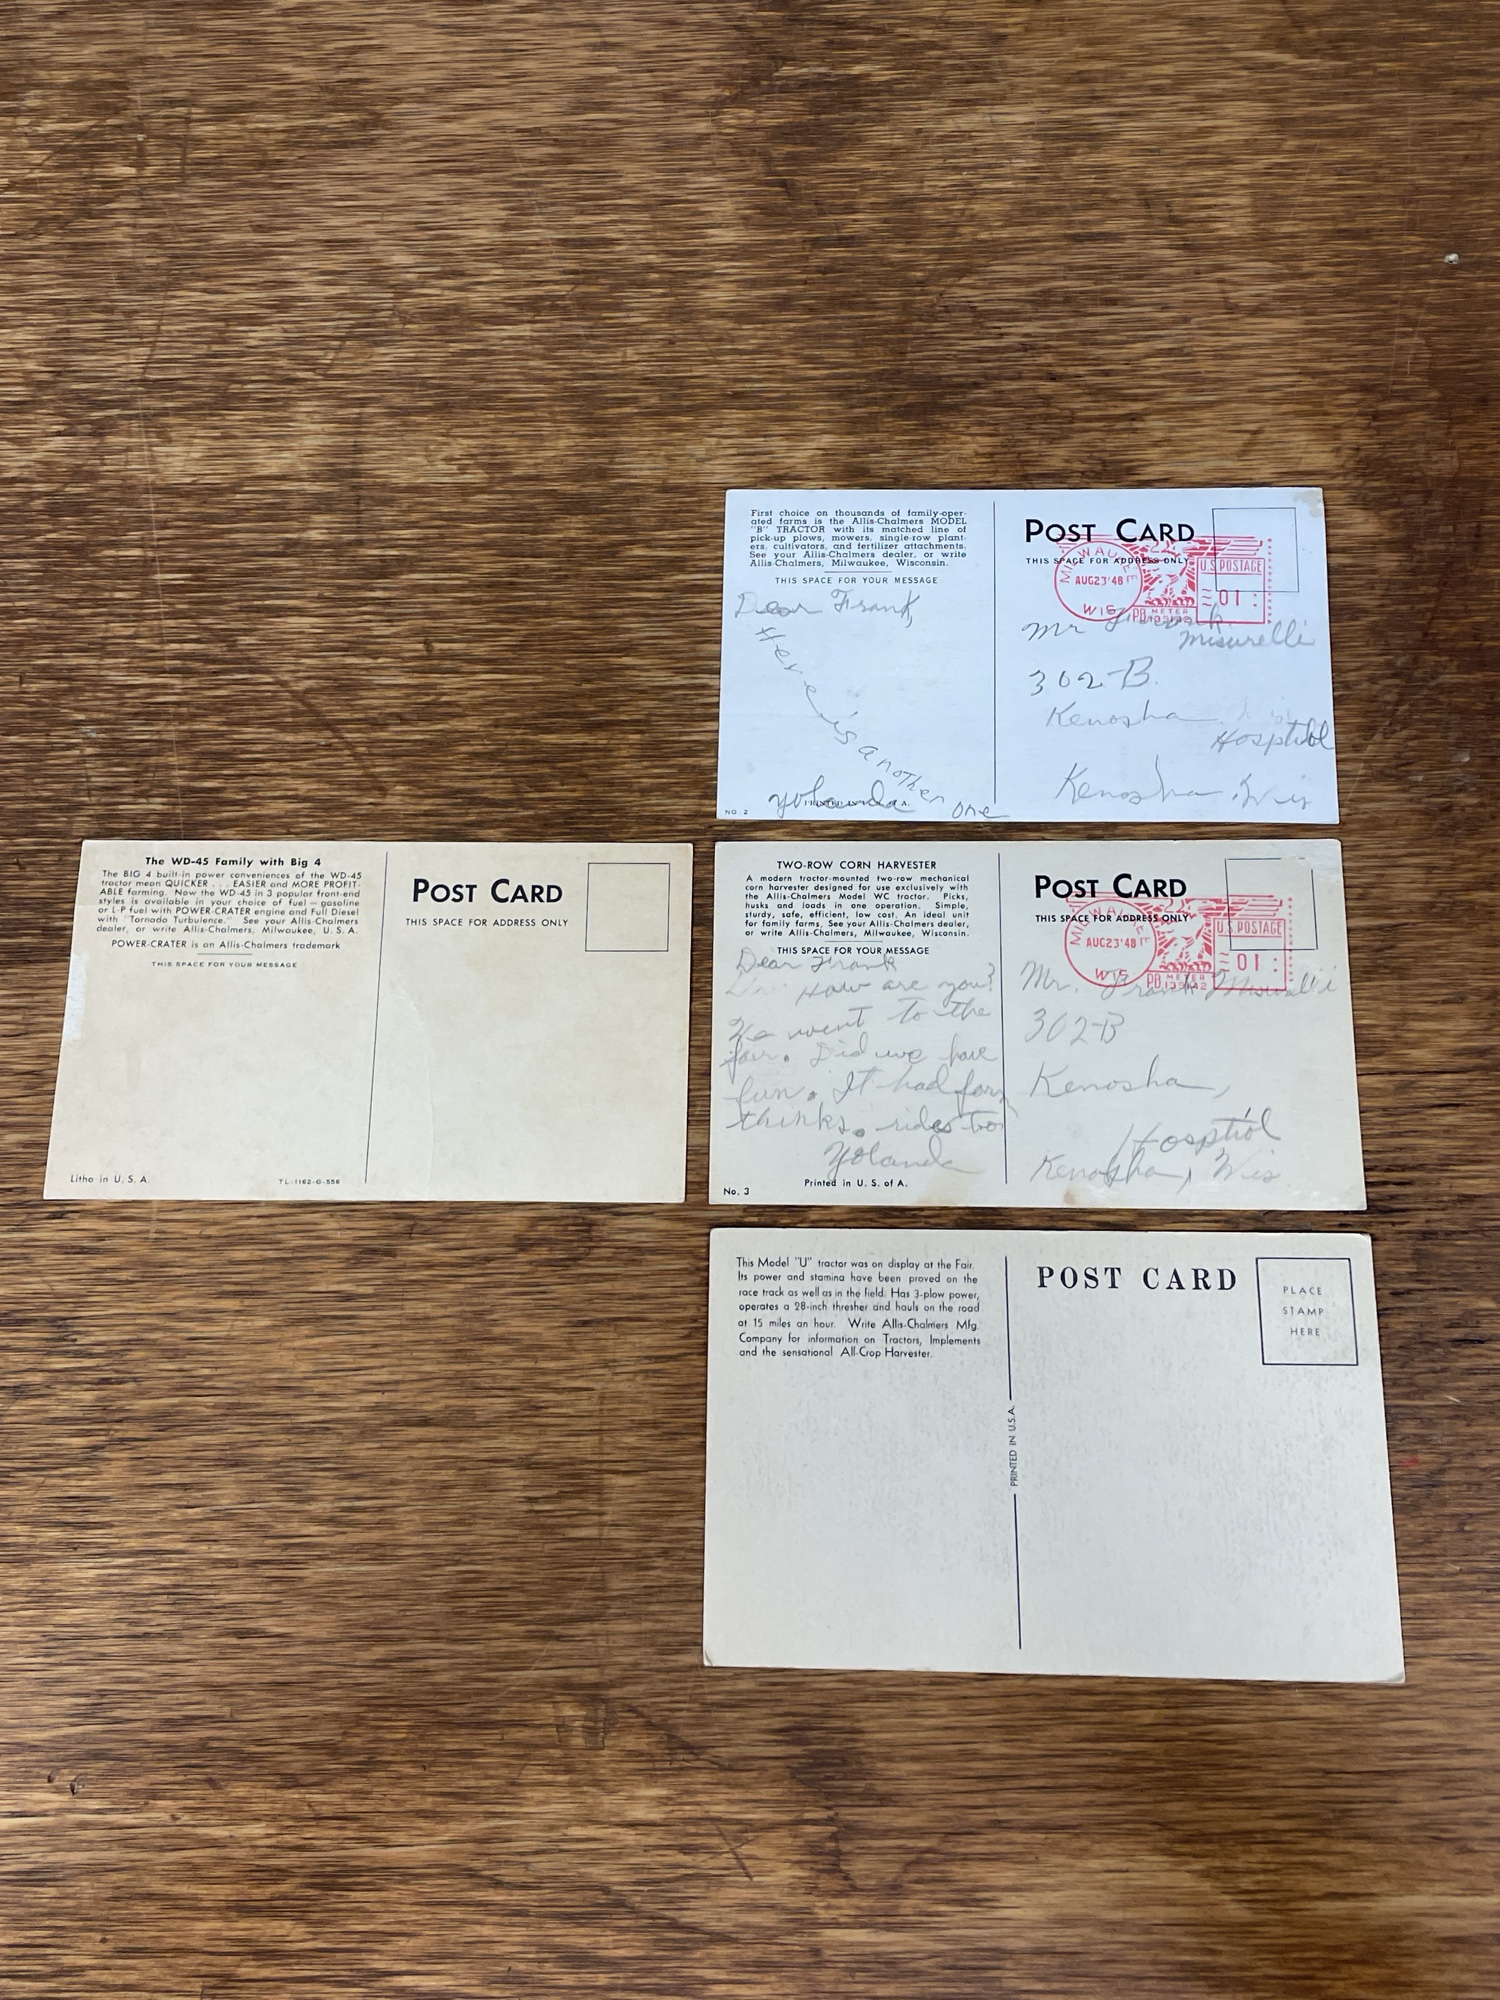 First choice on thousands of family-oper-
ated farms is the Allis-Chalmers MODEL
"B" TRACTOR with its matched line of
pick-up plows, mowers, single-row plant-
ers, cultivators, and fertilizer attachments.
See your Allis-Chalmers dealer, or write
Allis-Chalmers, Milwaukee, Wisconsin.
THIS SPACE FOR YOUR MESSAGE
Dear Frank,
Here's another one
Yolanda
NO. 2
POST CARD
THIS SPACE FOR ADDRESS ONLY
MILWAUKEE
AUG23'48
WIS
U.S.POSTAGE
01
METER
PB139142
Mr Frank
Misurelli
302-B.
Kenosha
Hosptiol
Kenosha, Wis
The WD-45 Family with Big 4
The BIG 4 built-in power conveniences of the WD-45
tractor mean QUICKER . . . EASIER and MORE PROFIT-
ABLE farming. Now the WD-45 in 3 popular front-end
styles is available in your choice of fuel — gasoline
or L-P fuel with POWER-CRATER engine and Full Diesel
with "Tornado Turbulence." See your Allis-Chalmers
dealer, or write Allis-Chalmers, Milwaukee, U. S. A.
POWER-CRATER is an Allis-Chalmers trademark
THIS SPACE FOR YOUR MESSAGE
Litho in U. S. A.
TL-1162-G-556
POST CARD
THIS SPACE FOR ADDRESS ONLY
TWO-ROW CORN HARVESTER
A modern tractor-mounted two-row mechanical
corn harvester designed for use exclusively with
the Allis-Chalmers Model WC tractor. Picks,
husks and loads in one operation. Simple,
sturdy, safe, efficient, low cost. An ideal unit
for family farms. See your Allis-Chalmers dealer,
or write Allis-Chalmers, Milwaukee, Wisconsin.
THIS SPACE FOR YOUR MESSAGE
Dear Frank
How are you?
We went to the
fair. Did we have
fun. It had farm
thinks. rides too
Yolanda
No. 3
Printed in U. S. of A.
POST CARD
THIS SPACE FOR ADDRESS ONLY
MILWAUKEE
AUG23'48
WIS
U.S.POSTAGE
01
METER
PB139142
Mr. Frank Misurelli
302-B
Kenosha,
Hosptiol
Kenosha, Wis.
This Model "U" tractor was on display at the Fair.
Its power and stamina have been proved on the
race track as well as in the field. Has 3-plow power,
operates a 28-inch thresher and hauls on the road
at 15 miles an hour. Write Allis-Chalmers Mfg.
Company for information on Tractors, Implements
and the sensational All-Crop Harvester.
PRINTED IN U.S.A.
POST CARD
PLACE
STAMP
HERE